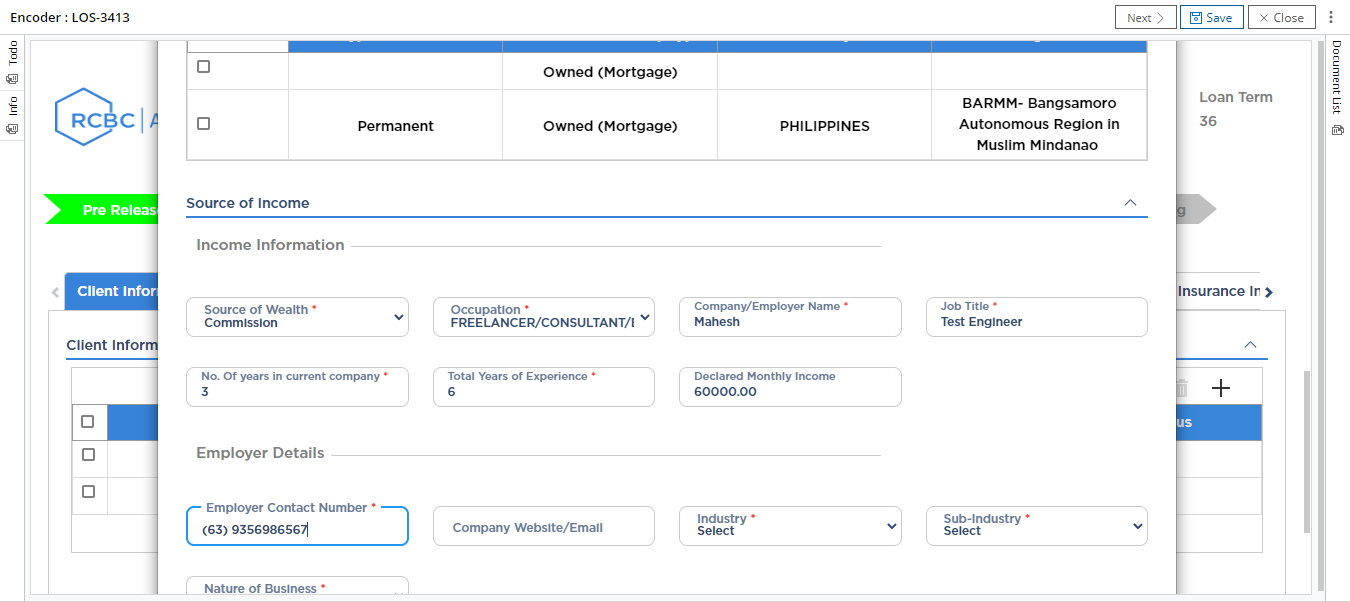 Encoder : LOS-3413
Next
Save
Close
Todo
Info
Document List
RCBC
Loan Term
36
Owned (Mortgage)
Permanent
Owned (Mortgage)
PHILIPPINES
BARMM- Bangsamoro
Autonomous Region in
Muslim Mindanao
Pre Release
Source of Income
Income Information
Client Infor
Insurance In
Source of Wealth *
Commission
Occupation *
FREELANCER/CONSULTANT/
Company/Employer Name *
Mahesh
Job Title *
Test Engineer
Client Inform
No. Of years in current company *
3
Total Years of Experience *
6
Declared Monthly Income
60000.00
us
Employer Details
Employer Contact Number *
(63) 9356986567
Company Website/Email
Industry *
Select
Sub-Industry *
Select
Nature of Business *